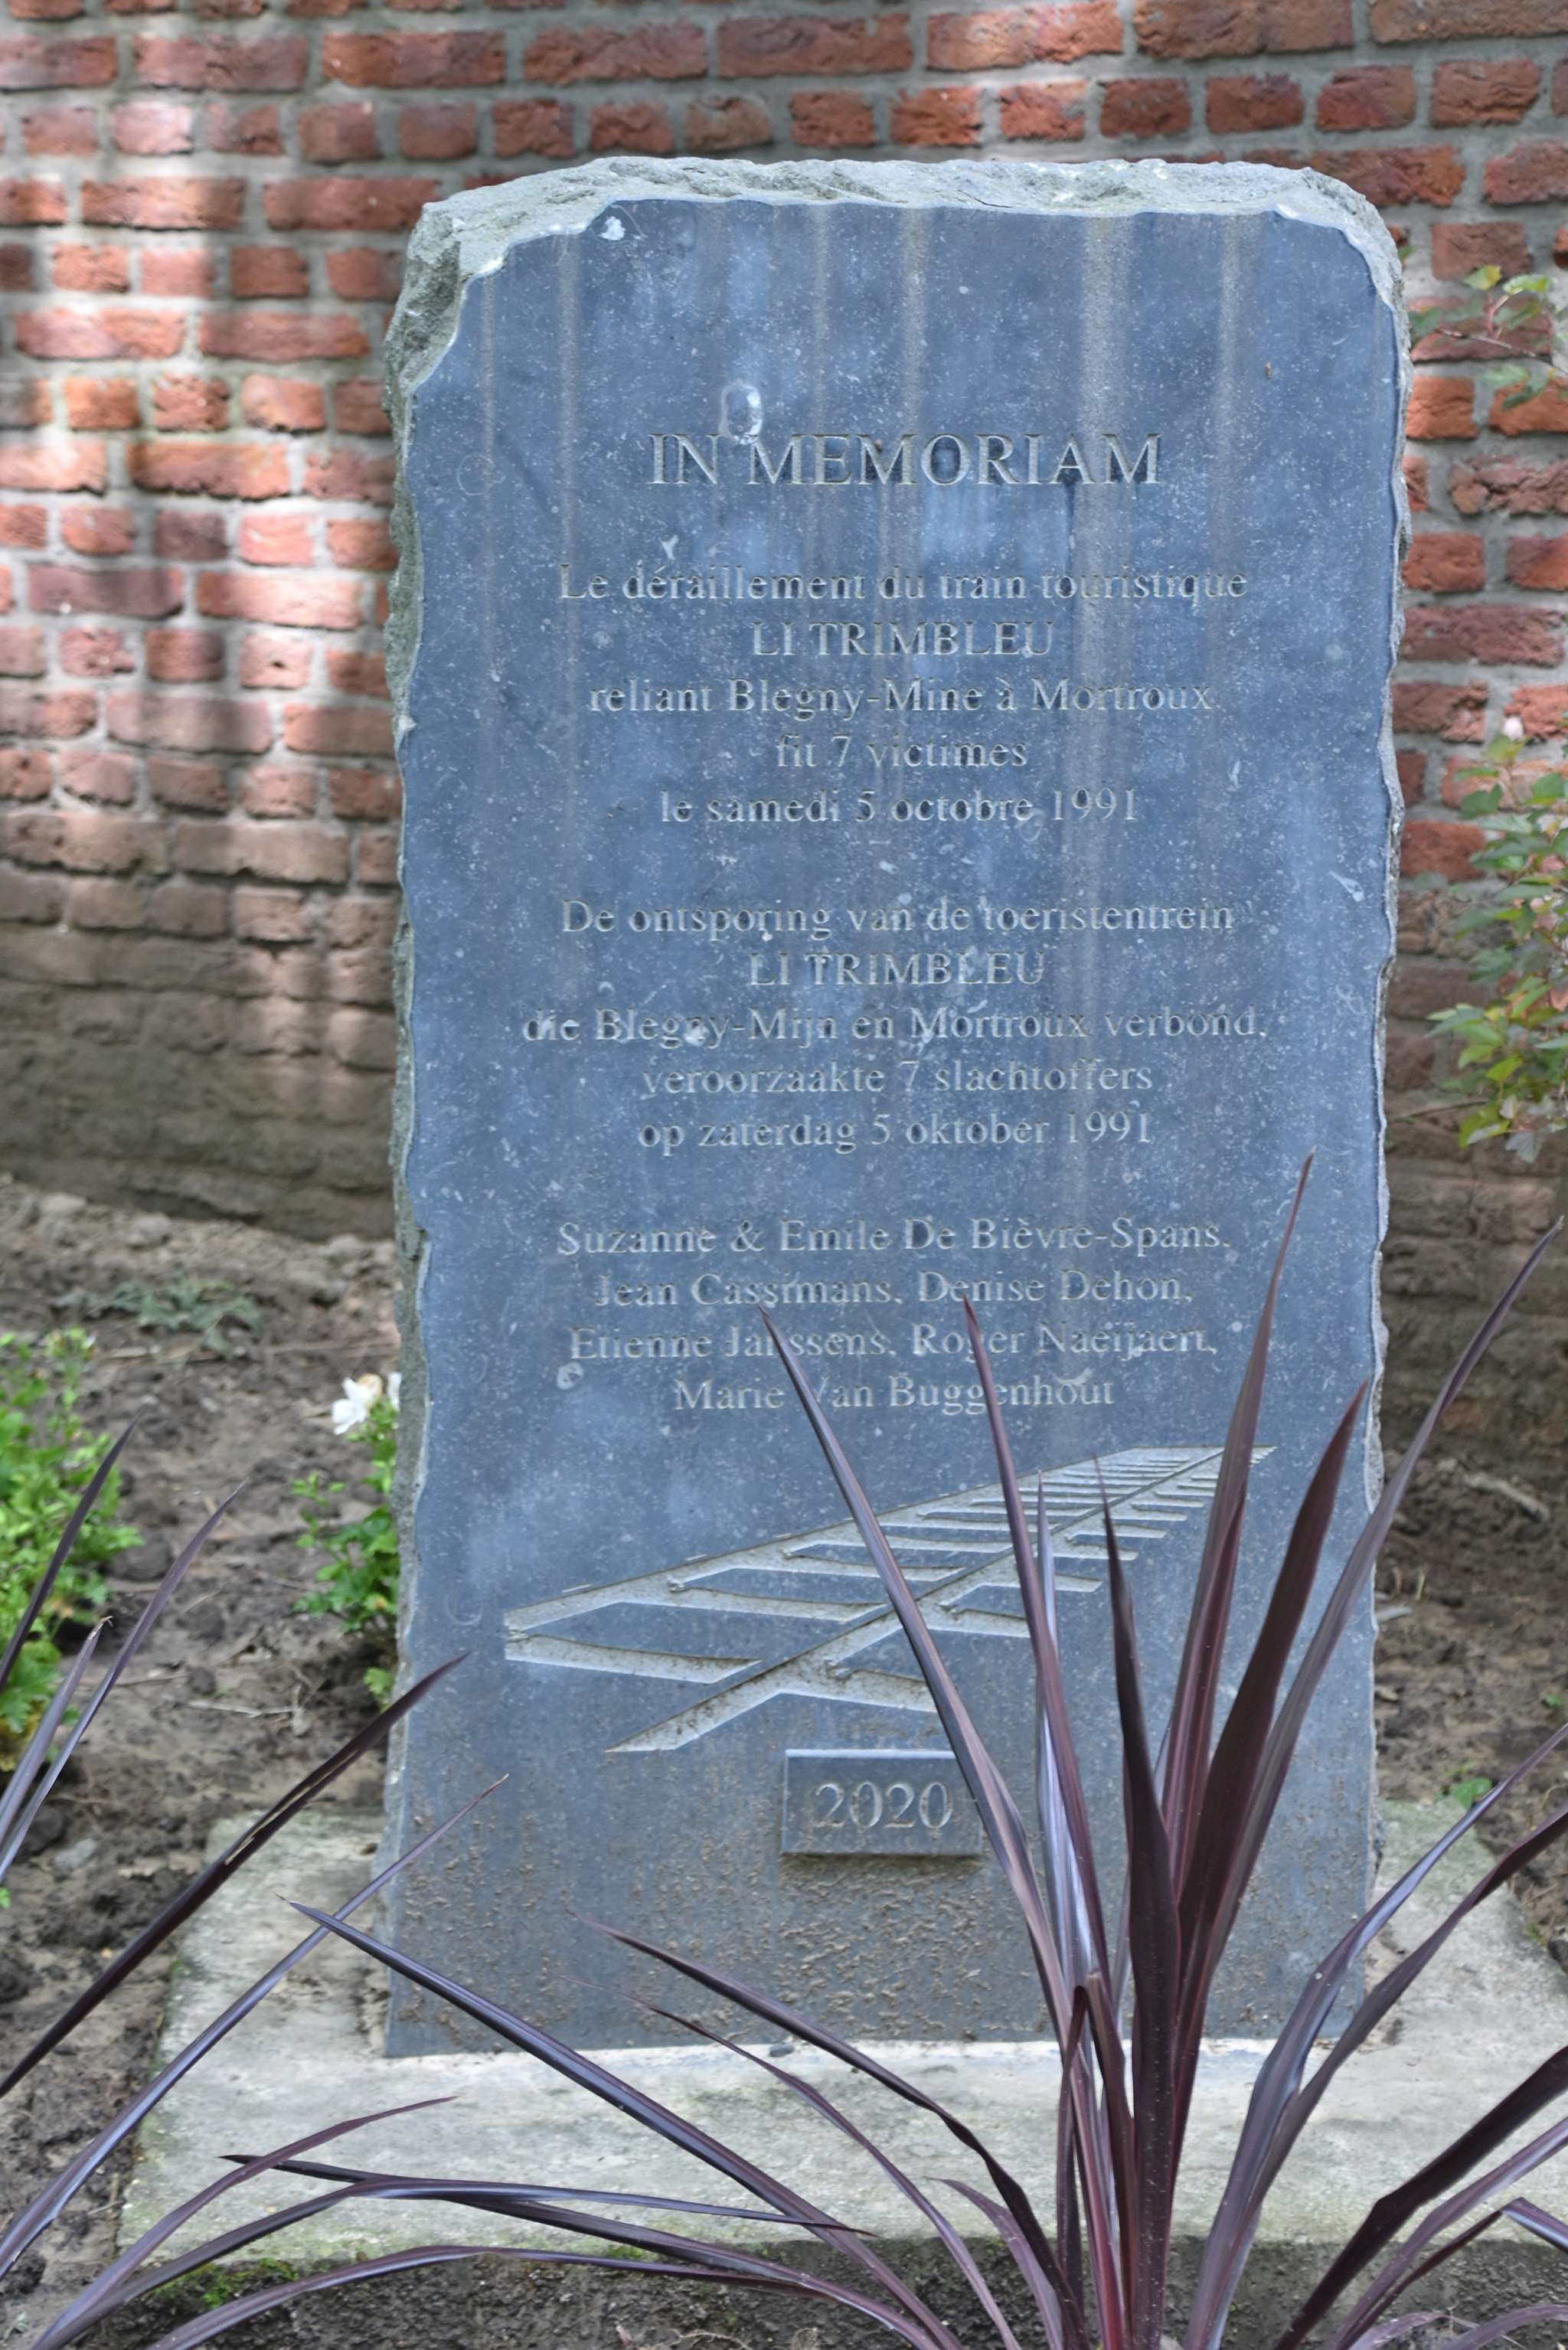 IN MEMORIAM
Le déraillement du train touristique
LI TRIMBLEU
reliant Blegny-Mine à Mortroux
fit 7 victimes
le samedi 5 octobre 1991
De ontsporing van de toeristentrein
LI TRIMBLEU
die Blegny-Mijn en Mortroux verbond,
veroorzaakte 7 slachtoffers
op zaterdag 5 oktober 1991
Suzanne & Emile De Bièvre-Spans,
Jean Cassimans, Denise Dehon,
Etienne Janssens, Roger Naeijaert,
Marie Van Buggenhout
2020